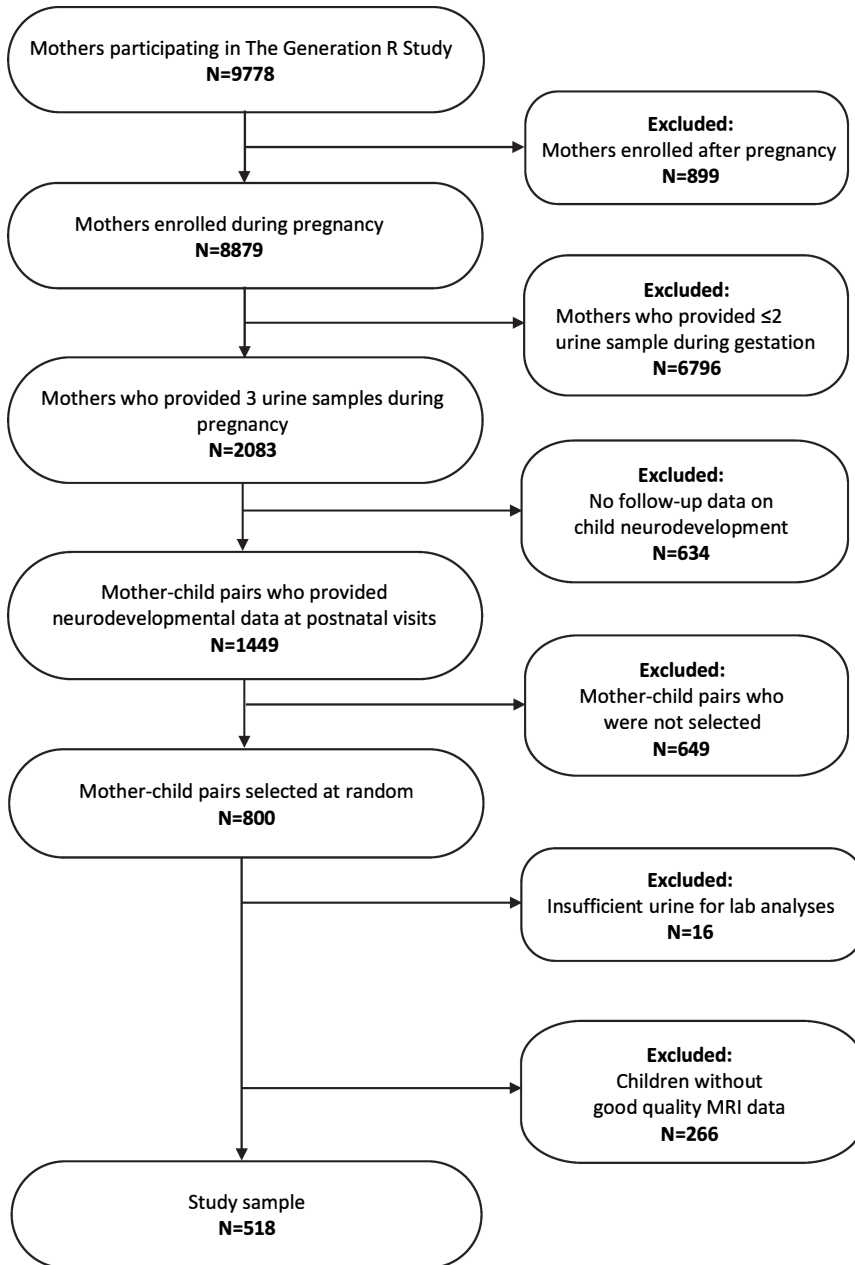 Mothers participating in The Generation R Study
N=9778
Excluded:
Mothers enrolled after pregnancy
N=899
Mothers enrolled during pregnancy
N=8879
Excluded:
Mothers who provided ≤2
urine sample during gestation
N=6796
Mothers who provided 3 urine samples during
pregnancy
N=2083
Excluded:
No follow-up data on
child neurodevelopment
N=634
Mother-child pairs who provided
neurodevelopmental data at postnatal visits
N=1449
Excluded:
Mother-child pairs who
were not selected
N=649
Mother-child pairs selected at random
N=800
Excluded:
Insufficient urine for lab analyses
N=16
Excluded:
Children without
good quality MRI data
N=266
Study sample
N=518